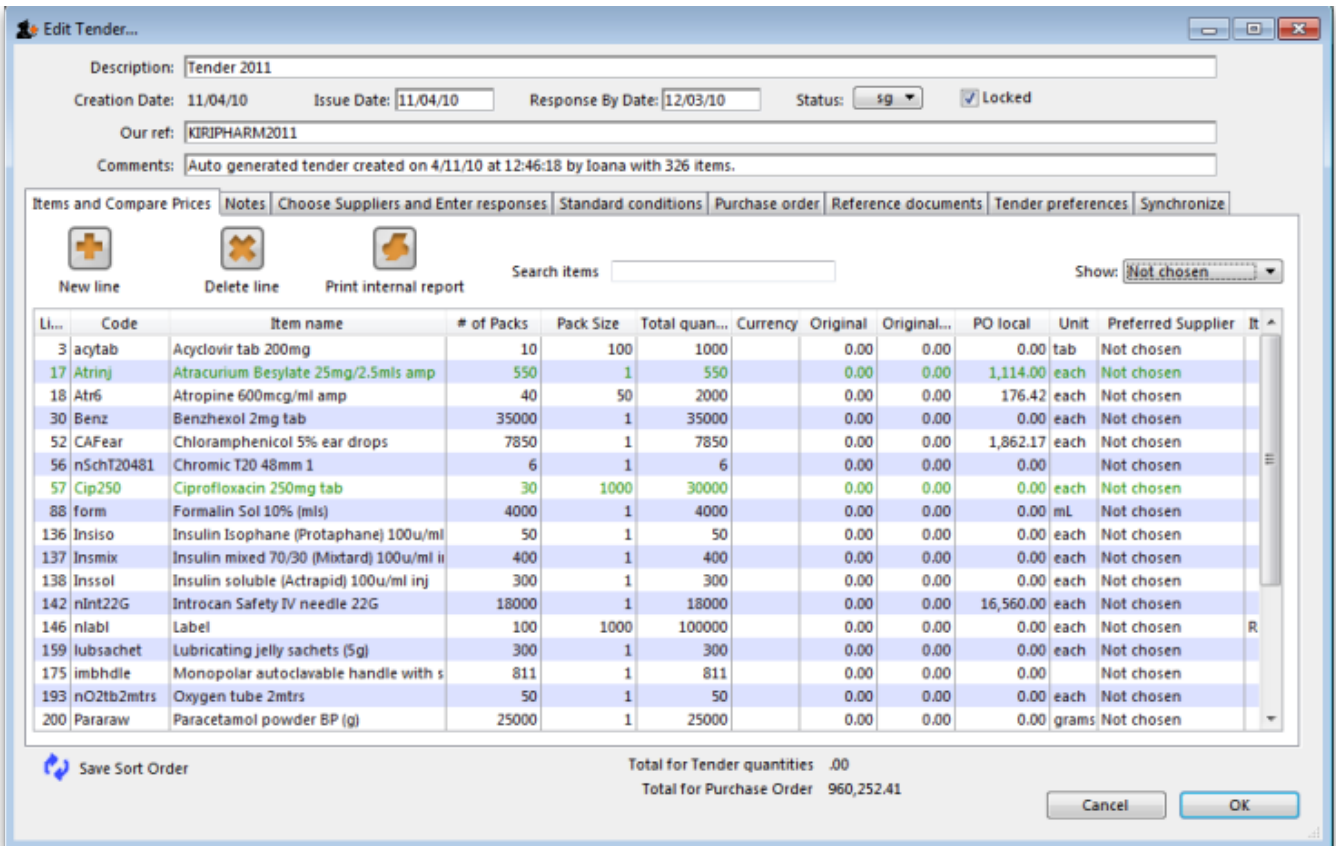 Edit Tender...
Description: Tender 2011
Creation Date: 11/04/10 Issue Date: 11/04/10 Response By Date: 12/03/10 Status: sg Locked
Our ref: KIRIPHARM2011
Comments: Auto generated tender created on 4/11/10 at 12:46:18 by Ioana with 326 items.
Items and Compare Prices Notes Choose Suppliers and Enter responses Standard conditions Purchase order Reference documents Tender preferences Synchronize
Search items Show: Not chosen
New line Delete line Print internal report
Li... Code Item name # of Packs Pack Size Total quan... Currency Original Original... PO local Unit Preferred Supplier It
3 acytab Acyclovir tab 200mg 10 100 1000 0.00 0.00 0.00 tab Not chosen
17 Atrinj Atracurium Besylate 25mg/2.5mls amp 550 1 550 0.00 0.00 1,114.00 each Not chosen
18 Atr6 Atropine 600mcg/ml amp 40 50 2000 0.00 0.00 176.42 each Not chosen
30 Benz Benzhexol 2mg tab 35000 1 35000 0.00 0.00 0.00 each Not chosen
52 CAFear Chloramphenicol 5% ear drops 7850 1 7850 0.00 0.00 1,862.17 each Not chosen
56 nSchT20481 Chromic T20 48mm 1 6 1 6 0.00 0.00 0.00 Not chosen
57 Cip250 Ciprofloxacin 250mg tab 30 1000 30000 0.00 0.00 0.00 each Not chosen
88 form Formalin Sol 10% (mls) 4000 1 4000 0.00 0.00 0.00 mL Not chosen
136 Insiso Insulin Isophane (Protaphane) 100u/ml 50 1 50 0.00 0.00 0.00 each Not chosen
137 Insmix Insulin mixed 70/30 (Mixtard) 100u/ml i 400 1 400 0.00 0.00 0.00 each Not chosen
138 Inssol Insulin soluble (Actrapid) 100u/ml inj 300 1 300 0.00 0.00 0.00 each Not chosen
142 nInt22G Introcan Safety IV needle 22G 18000 1 18000 0.00 0.00 16,560.00 each Not chosen
146 nlabl Label 100 1000 100000 0.00 0.00 0.00 each Not chosen R
159 lubsachet Lubricating jelly sachets (5g) 300 1 300 0.00 0.00 0.00 each Not chosen
175 imbhdle Monopolar autoclavable handle with s 811 1 811 0.00 0.00 0.00 Not chosen
193 nO2tb2mtrs Oxygen tube 2mtrs 50 1 50 0.00 0.00 0.00 each Not chosen
200 Pararaw Paracetamol powder BP (g) 25000 1 25000 0.00 0.00 0.00 grams Not chosen
Save Sort Order Total for Tender quantities .00
Total for Purchase Order 960,252.41
Cancel OK